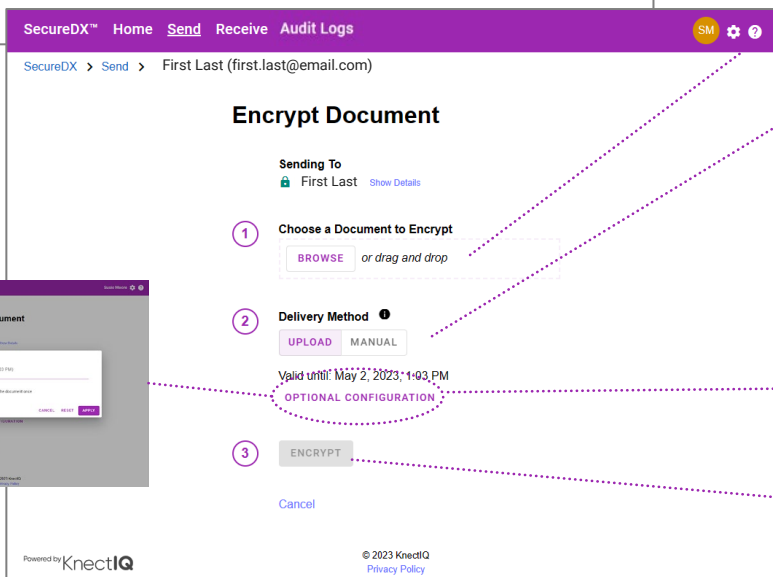 SecureDX™ Home Send Receive Audit Logs SM ?
SecureDX > Send > First Last (first.last@email.com)
Encrypt Document
Sending To
First Last Show Details
1 Choose a Document to Encrypt
BROWSE or drag and drop
2 Delivery Method i
UPLOAD MANUAL
Valid until: May 2, 2023, 1:03 PM
OPTIONAL CONFIGURATION
CANCEL RESET APPLY
3 ENCRYPT
Cancel
Powered by KnectIQ
© 2023 KnectIQ
Privacy Policy